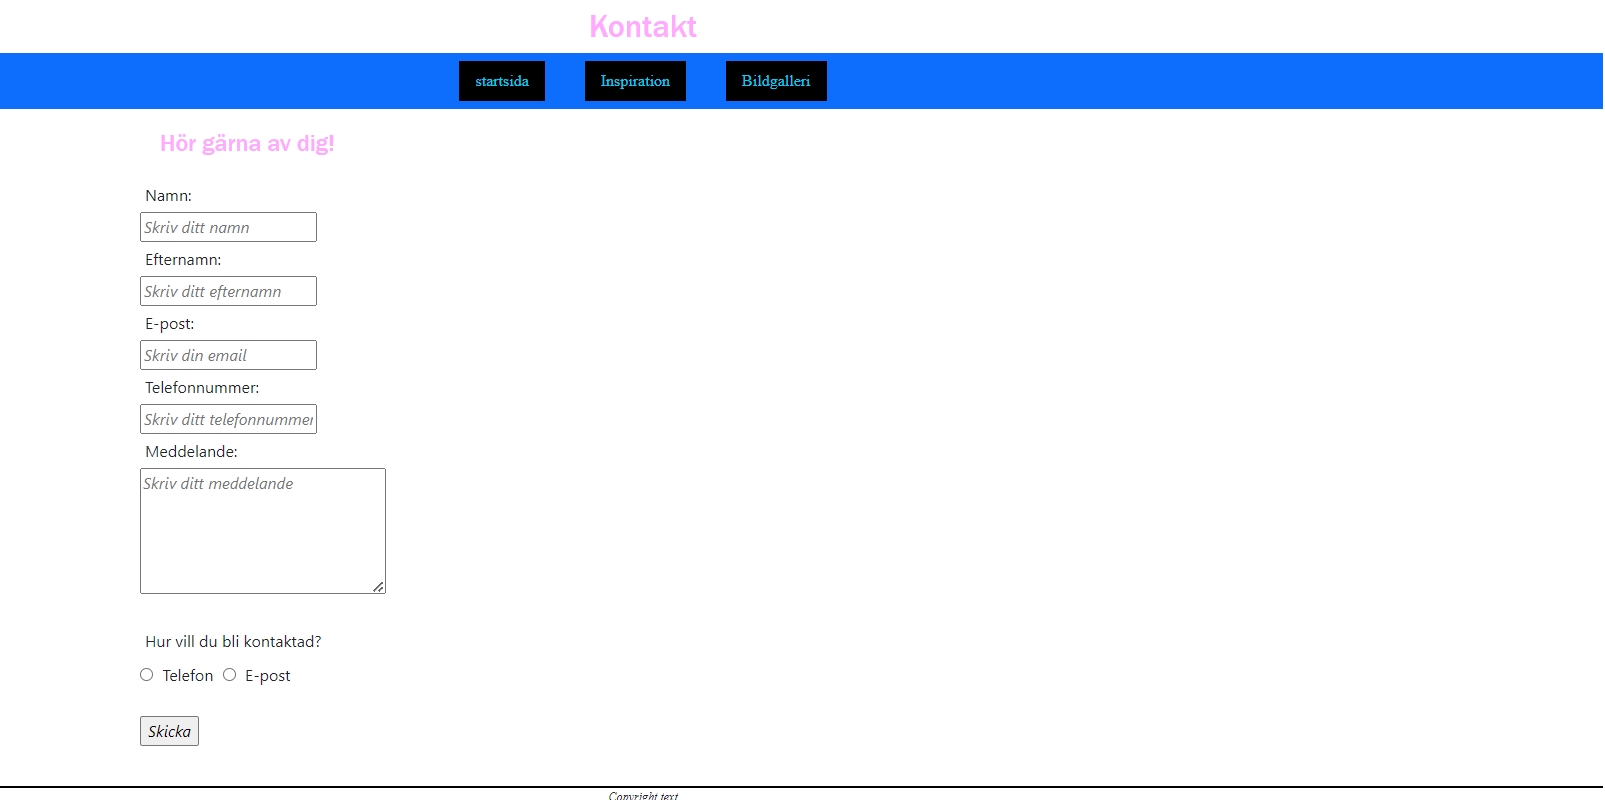 Kontakt
startsida Inspiration Bildgalleri
Hör gärna av dig!
Namn:
Skriv ditt namn
Efternamn:
Skriv ditt efternamn
E-post:
Skriv din email
Telefonnummer:
Skriv ditt telefonnummer
Meddelande:
Skriv ditt meddelande
Hur vill du bli kontaktad?
Telefon E-post
Skicka
Copyright text